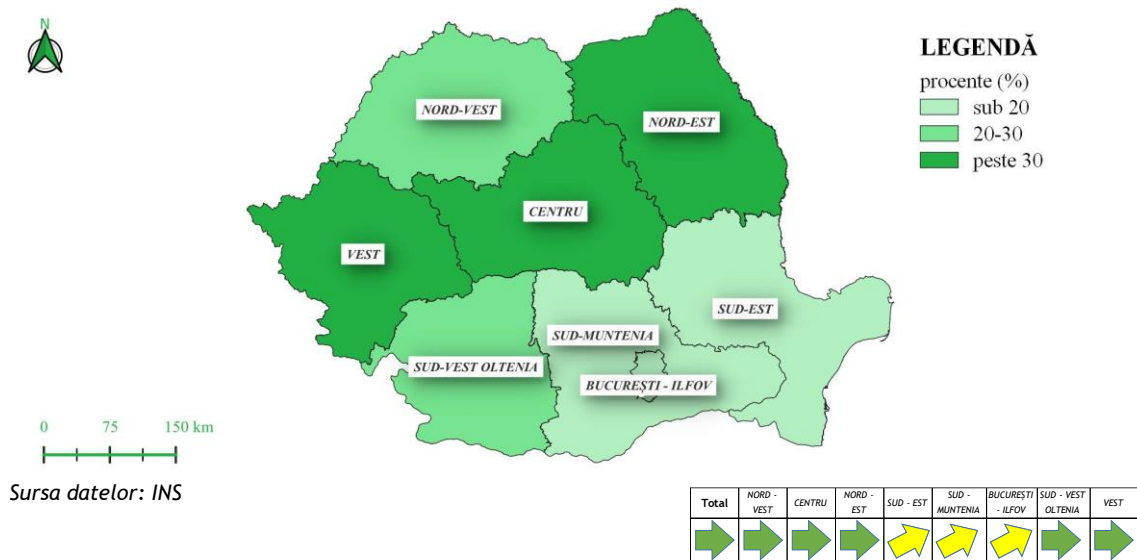 N
LEGENDĂ
procente (%)
sub 20
20-30
peste 30
NORD-VEST
NORD-EST
CENTRU
VEST
SUD-EST
SUD-MUNTENIA
SUD-VEST OLTENIA
BUCUREȘTI - ILFOV
0 75 150 km
Sursa datelor: INS
Total NORD - VEST CENTRU NORD - EST SUD - EST SUD - MUNTENIA BUCUREȘTI - ILFOV SUD - VEST OLTENIA VEST